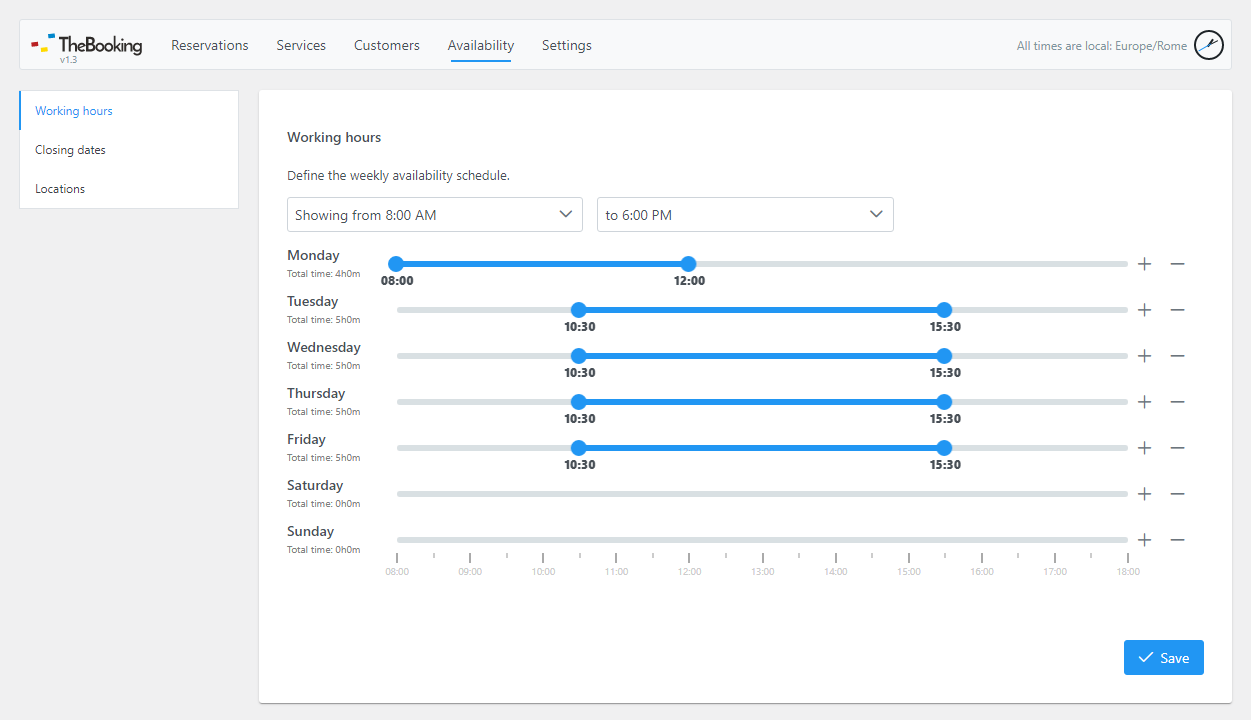 TheBooking
v1.3
Reservations Services Customers Availability Settings
All times are local: Europe/Rome
Working hours
Closing dates
Locations
Working hours
Define the weekly availability schedule.
Showing from 8:00 AM
to 6:00 PM
Monday
Total time: 4h0m
08:00 12:00
Tuesday
Total time: 5h0m
10:30 15:30
Wednesday
Total time: 5h0m
10:30 15:30
Thursday
Total time: 5h0m
10:30 15:30
Friday
Total time: 5h0m
10:30 15:30
Saturday
Total time: 0h0m
Sunday
Total time: 0h0m
08:00 09:00 10:00 11:00 12:00 13:00 14:00 15:00 16:00 17:00 18:00
Save